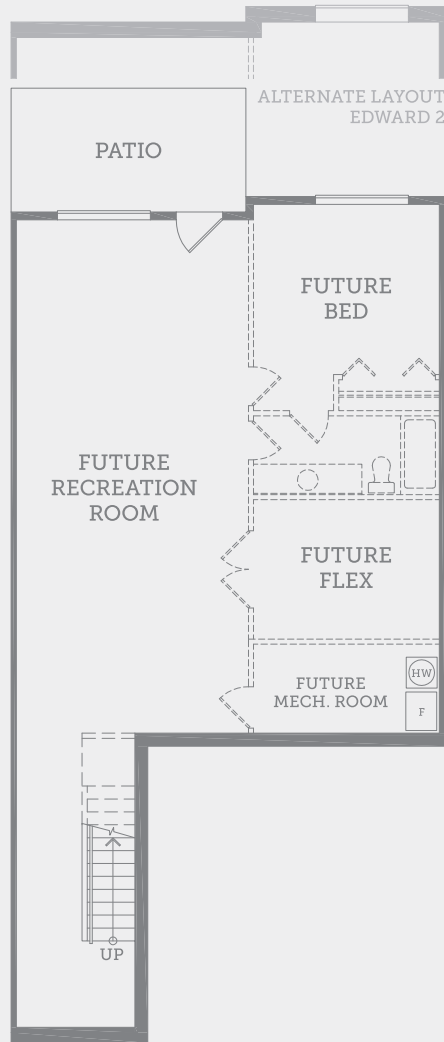 ALTERNATE LAYOUT
EDWARD 2
PATIO
FUTURE
BED
FUTURE
RECREATION
ROOM
FUTURE
FLEX
FUTURE
MECH. ROOM
HW
F
UP